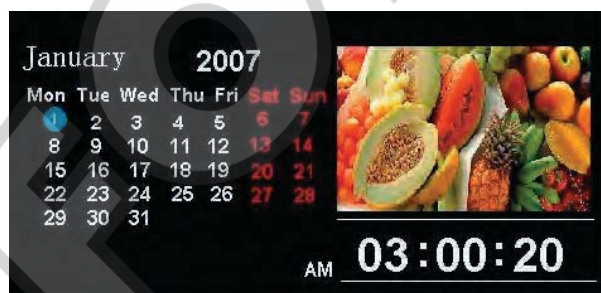 January 2007
Mon Tue Wed Thu Fri Sat Sun
1 2 3 4 5 6 7
8 9 10 11 12 13 14
15 16 17 18 19 20 21
22 23 24 25 26 27 28
29 30 31
AM 03:00:20